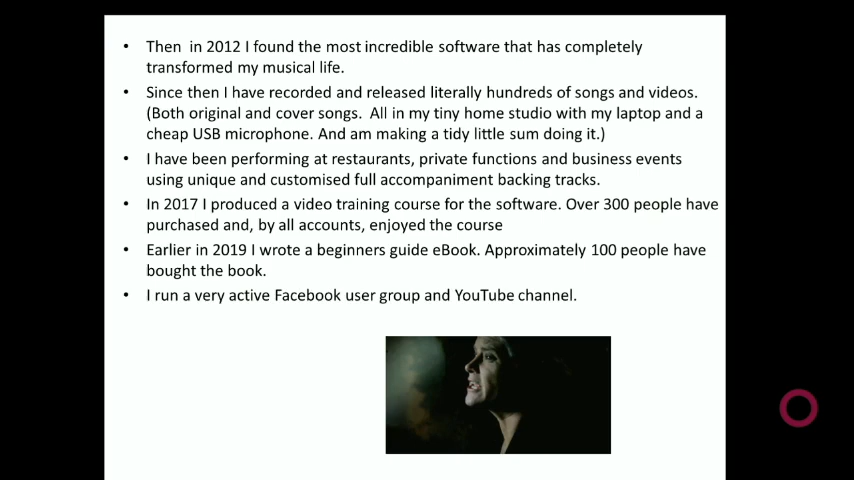 • Then in 2012 I found the most incredible software that has completely
transformed my musical life.
• Since then I have recorded and released literally hundreds of songs and videos.
(Both original and cover songs. All in my tiny home studio with my laptop and a
cheap USB microphone. And am making a tidy little sum doing it.)
• I have been performing at restaurants, private functions and business events
using unique and customised full accompaniment backing tracks.
• In 2017 I produced a video training course for the software. Over 300 people have
purchased and, by all accounts, enjoyed the course
• Earlier in 2019 I wrote a beginners guide eBook. Approximately 100 people have
bought the book.
• I run a very active Facebook user group and YouTube channel.